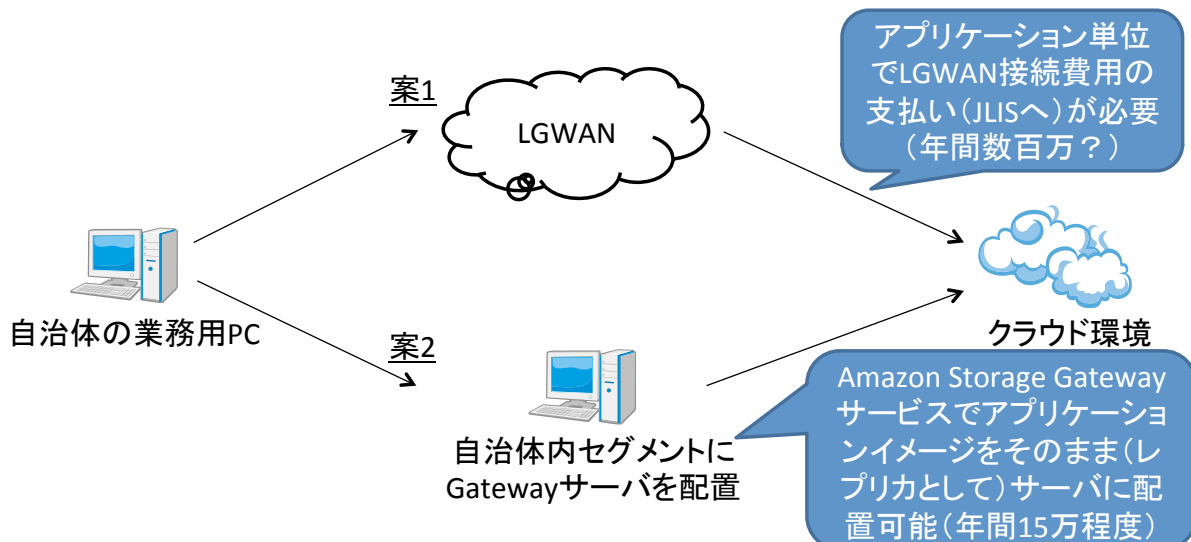 アプリケーション単位
でLGWAN接続費用の
支払い(JLISへ)が必要
(年間数百万?)
案1
LGWAN
自治体の業務用PC
クラウド環境
案2
自治体内セグメントに
Gatewayサーバを配置
Amazon Storage Gateway
サービスでアプリケーショ
ンイメージをそのまま(レ
プリカとして)サーバに配
置可能(年間15万程度)